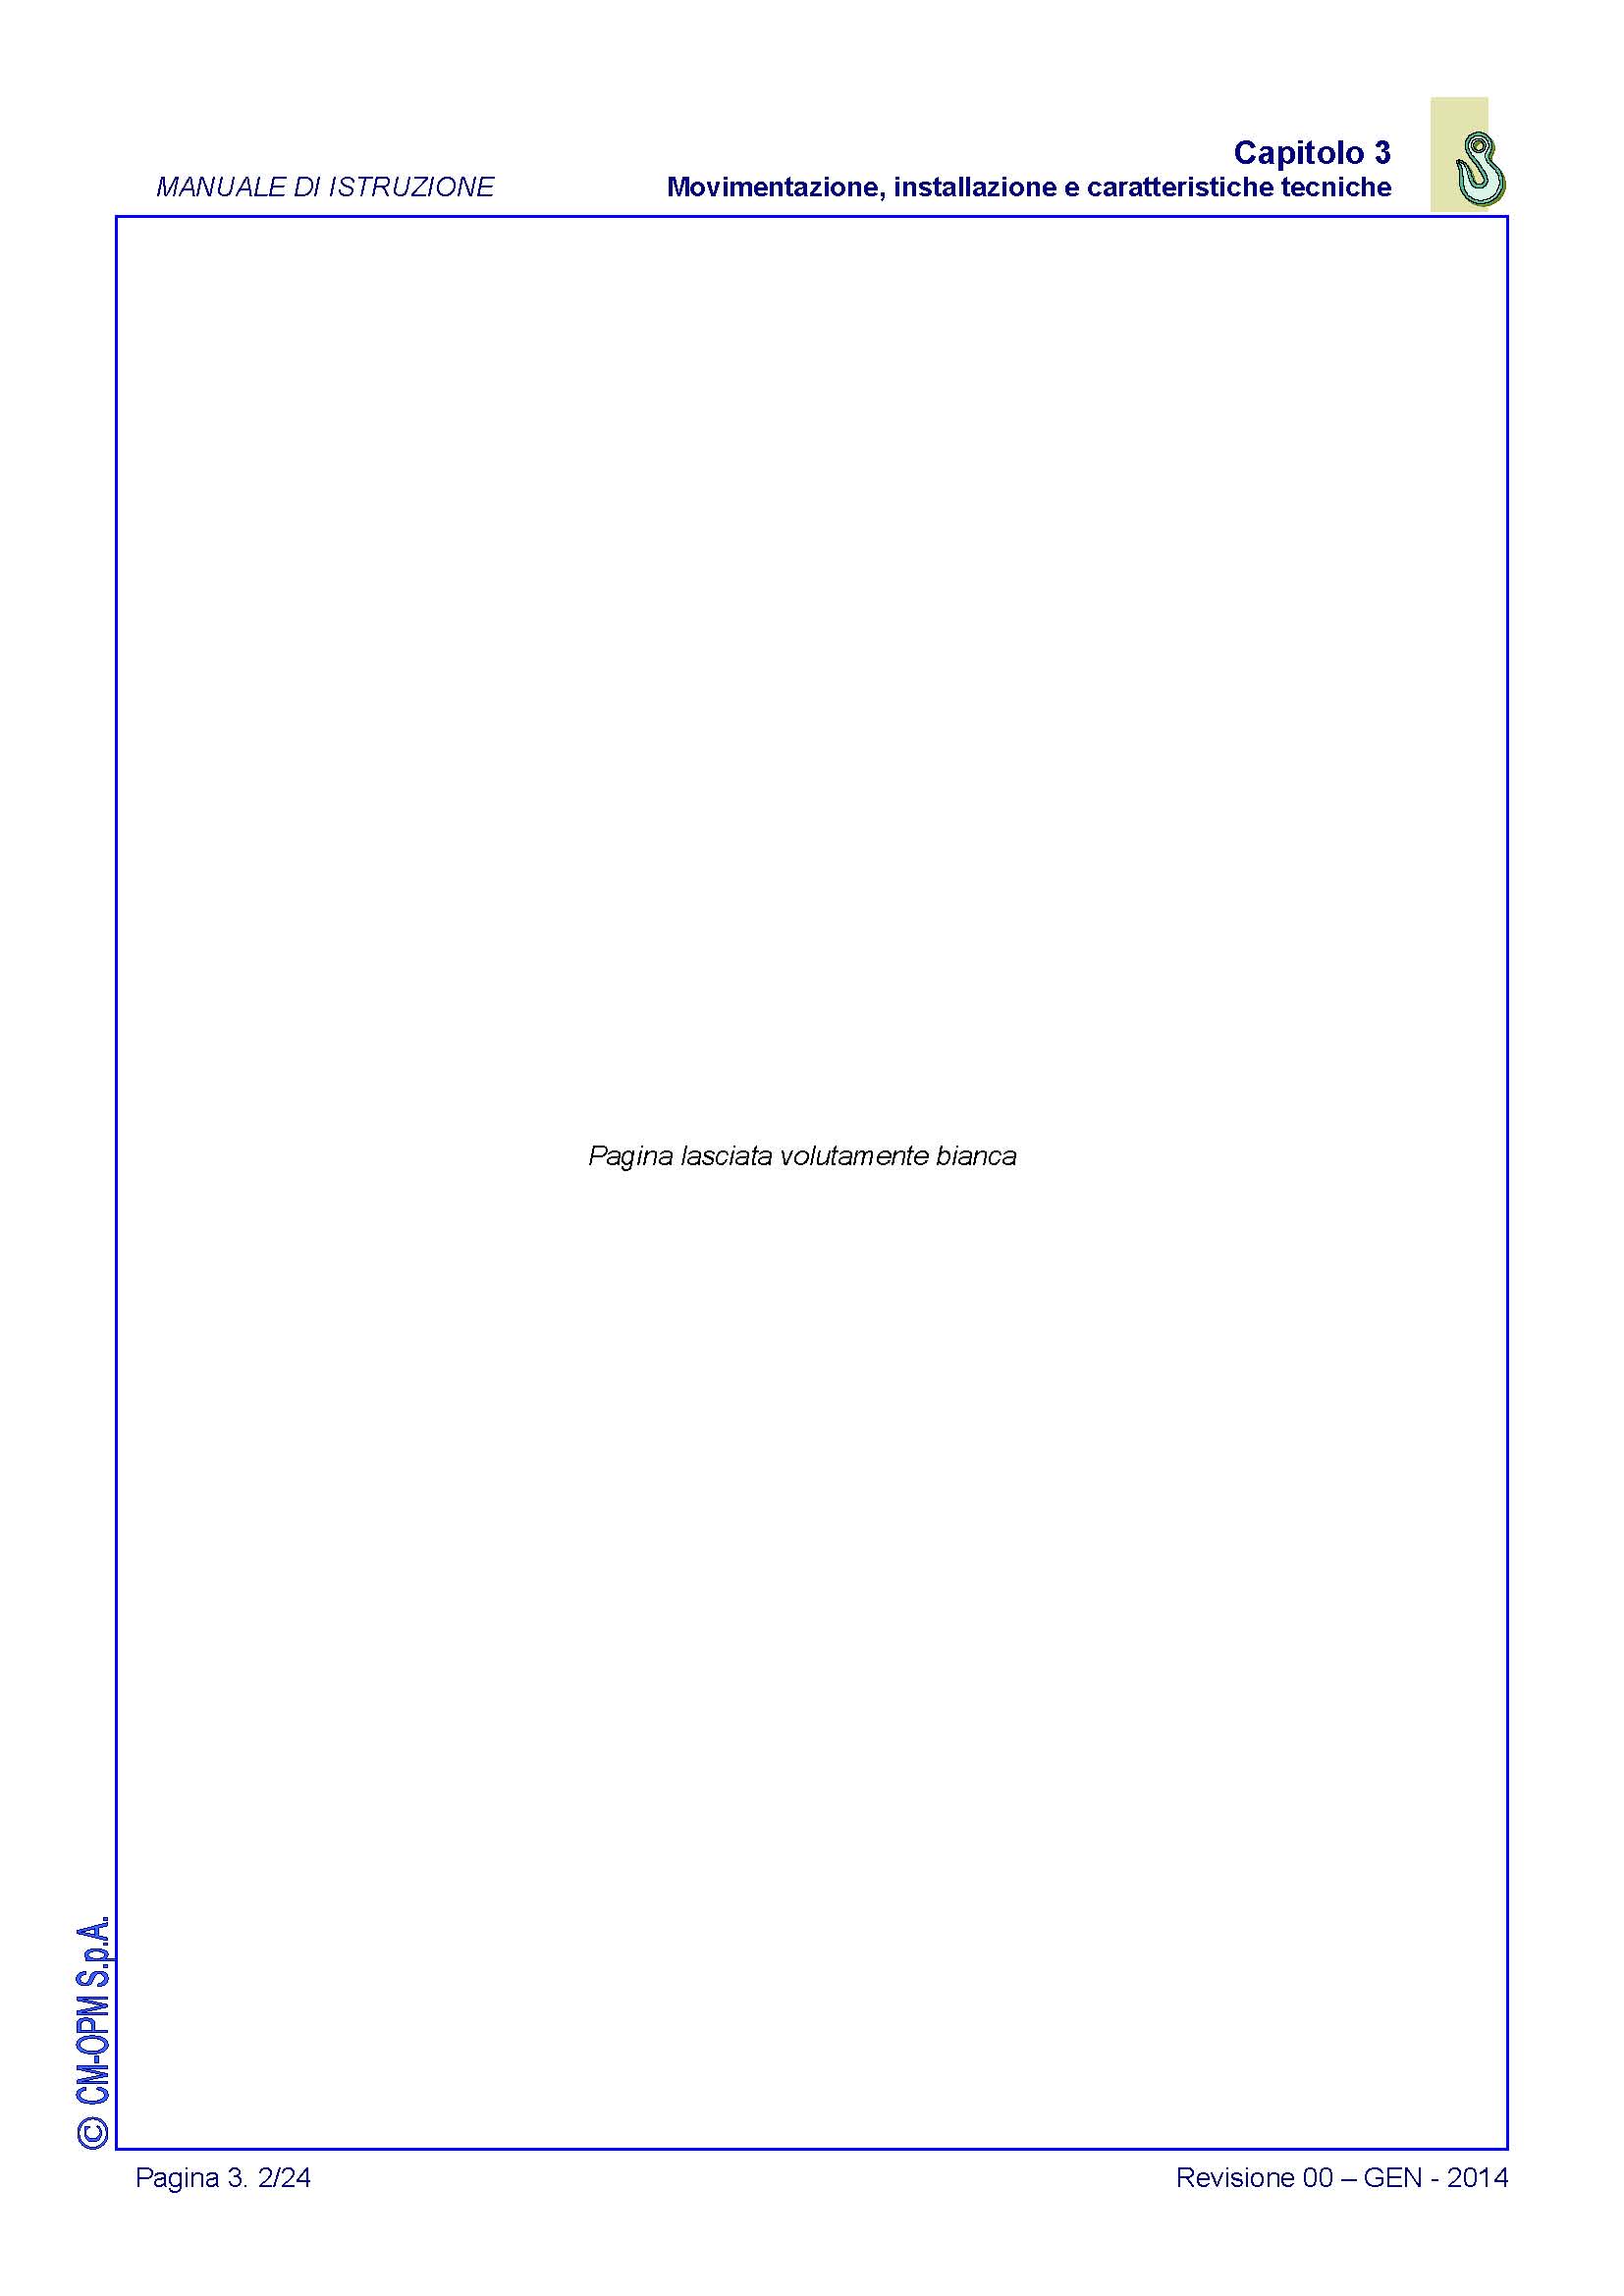 Capitolo 3
MANUALE DI ISTRUZIONE Movimentazione, installazione e caratteristiche tecniche
Pagina lasciata volutamente bianca
© CM-OPM S.p.A.
Pagina 3. 2/24 Revisione 00 – GEN - 2014